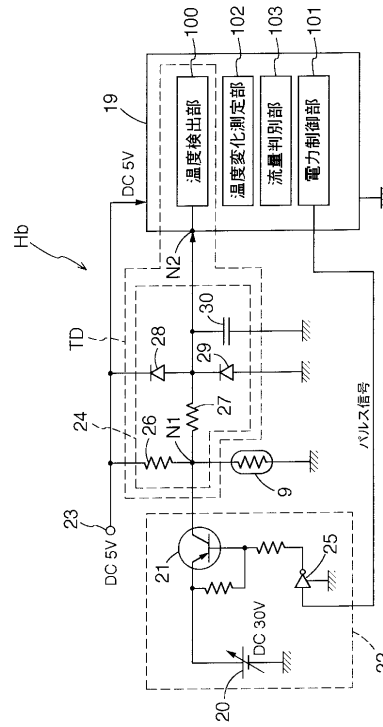 Hb
23
DC 5V
24
TD
26
N1
27
28
29
30
N2
DC 5V
19
温度検出部
100
温度変化測定部
102
流量判別部
103
電力制御部
101
9
21
20
DC 30V
25
22
パルス信号